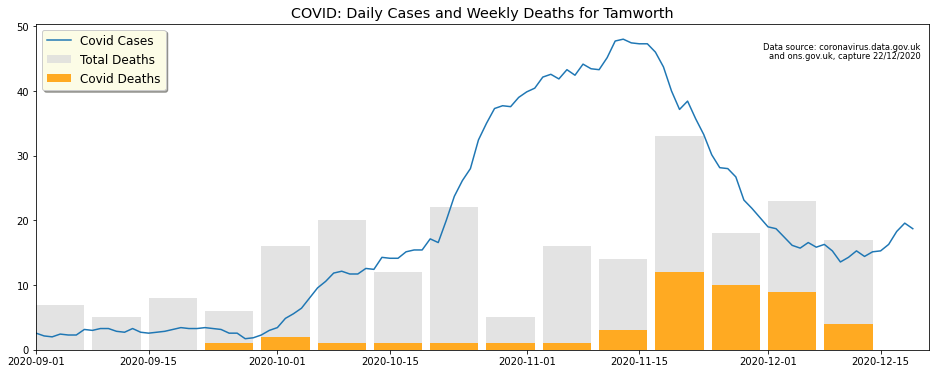 COVID: Daily Cases and Weekly Deaths for Tamworth
50
40
30
20
10
0
Covid Cases
Total Deaths
Covid Deaths
Data source: coronavirus.data.gov.uk
and ons.gov.uk, capture 22/12/2020
2020-09-01 2020-09-15 2020-10-01 2020-10-15 2020-11-01 2020-11-15 2020-12-01 2020-12-15